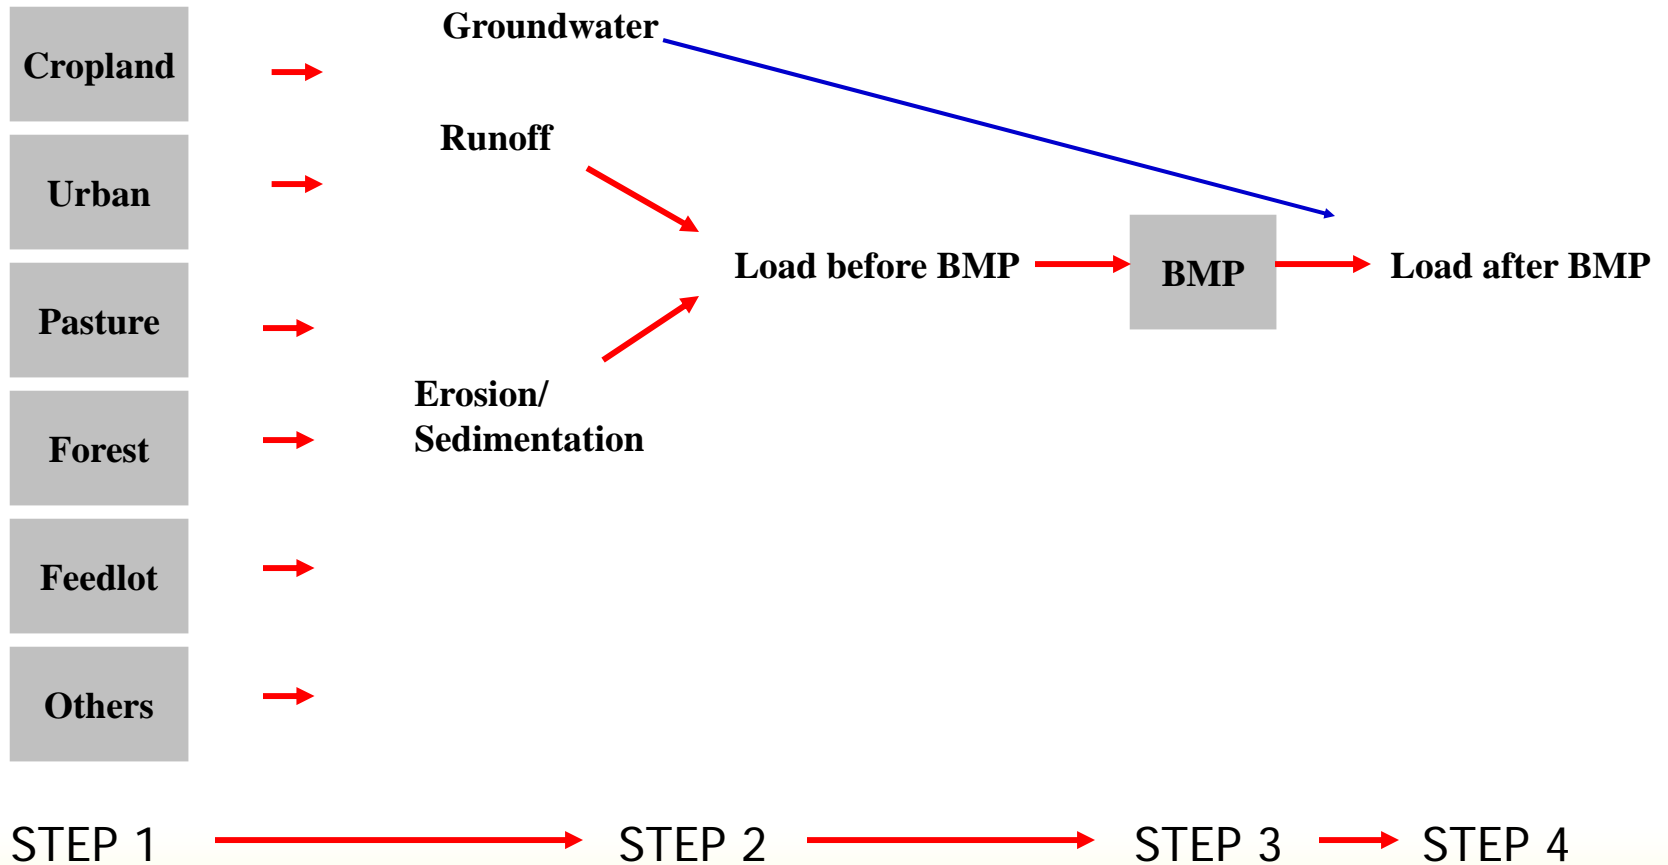 Cropland
Urban
Pasture
Forest
Feedlot
Others
Groundwater
Runoff
Erosion/
Sedimentation
Load before BMP
BMP
Load after BMP
STEP 1
STEP 2
STEP 3
STEP 4